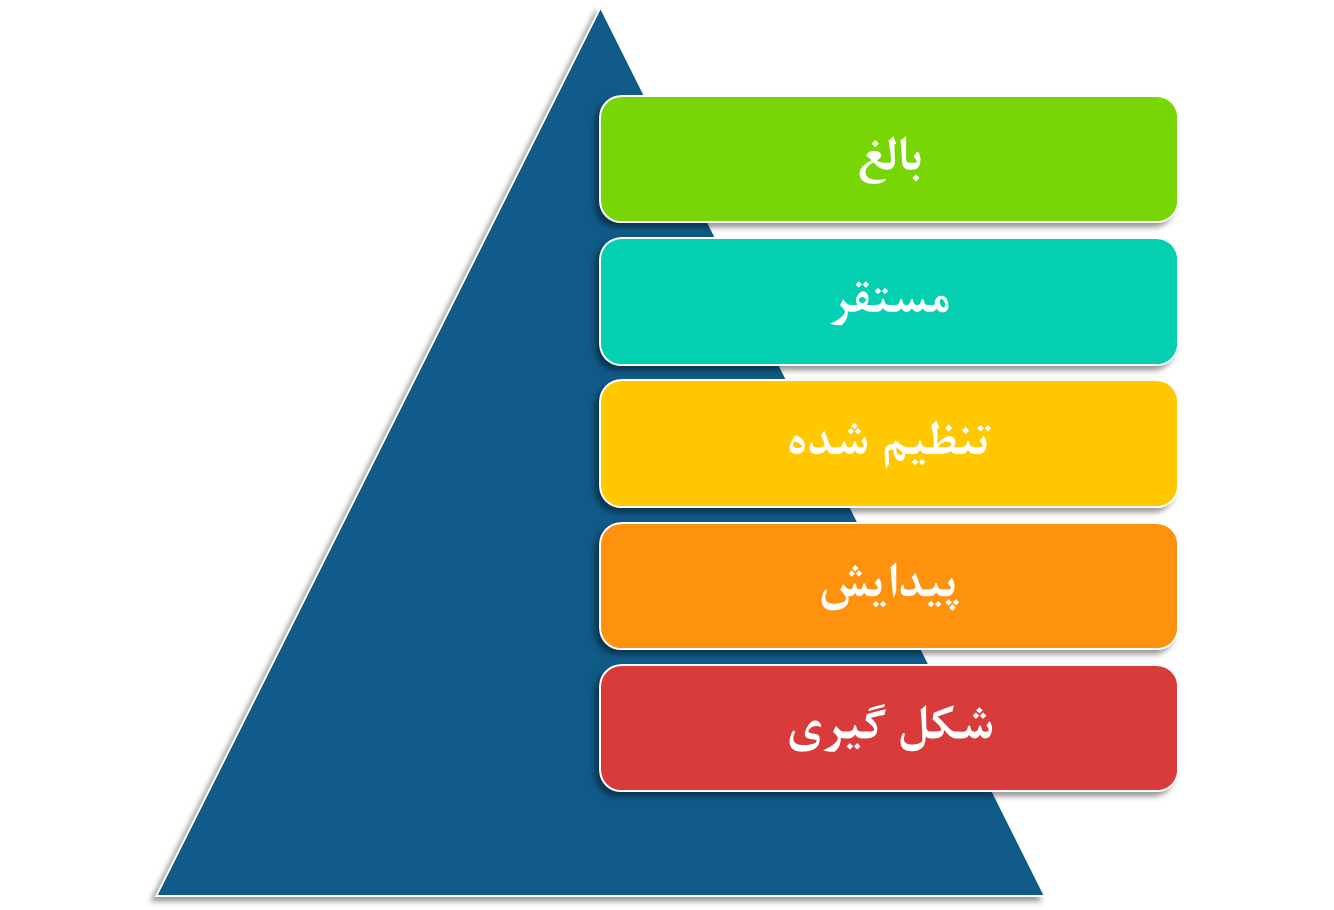 بالغ
مستقر
تنظیم شده
پیدایش
شکل گیری